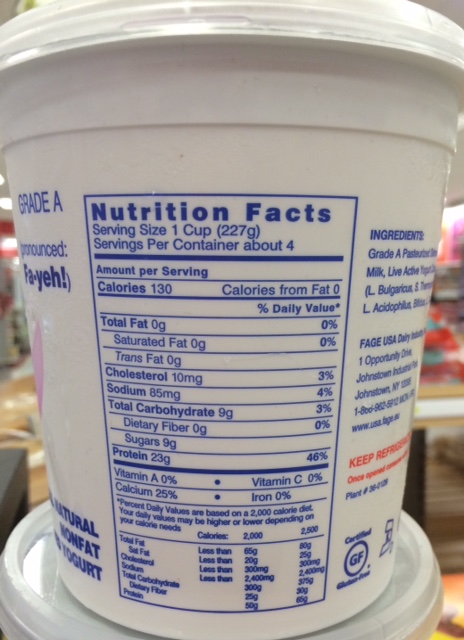 GRADE A
pronounced:
Fa-yeh!)
NATURAL
NONFAT
YOGURT
Nutrition Facts
Serving Size 1 Cup (227g)
Servings Per Container about 4
Amount per Serving
Calories 130 Calories from Fat 0
% Daily Value*
Total Fat 0g 0%
Saturated Fat 0g 0%
Trans Fat 0g
Cholesterol 10mg 3%
Sodium 85mg 4%
Total Carbohydrate 9g 3%
Dietary Fiber 0g 0%
Sugars 9g
Protein 23g 46%
Vitamin A 0% • Vitamin C 0%
Calcium 25% • Iron 0%
*Percent Daily Values are based on a 2,000 calorie diet.
Your daily values may be higher or lower depending on
your calorie needs
Calories: 2,000 2,500
Total Fat Less than 65g 80g
Sat Fat Less than 20g 25g
Cholesterol Less than 300mg 300mg
Sodium Less than 2,400mg 2,400mg
Total Carbohydrate 300g 375g
Dietary Fiber 25g 30g
Protein 50g 65g
INGREDIENTS:
Grade A Pasteurized
Milk, Live Active
(L. Bulgaricus, S.
L. Acidophilus,
FAGE USA Dairy
1 Opportunity Drive,
Johnstown Industrial
Johnstown, NY
www.usa.fage.eu
KEEP
Once opened
Plant # 36-0126
Certified
GF
Gluten-Free